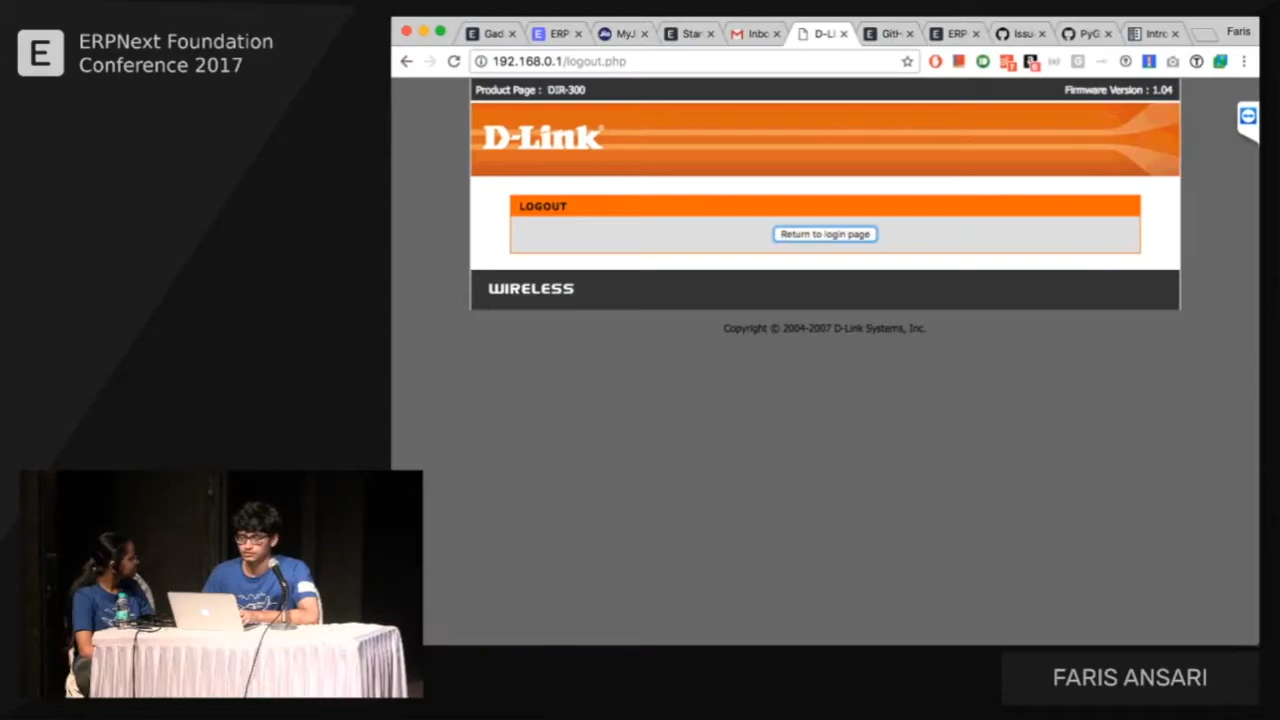 E
ERPNext Foundation
Conference 2017
Gad
ERP
MyJ
Star
Inbo
D-Li
GitH
ERP
Issu
PyG
Intro
Faris
192.168.0.1/logout.php
Product Page : DIR-300
Firmware Version : 1.04
D-Link
LOGOUT
Return to login page
WIRELESS
Copyright © 2004-2007 D-Link Systems, Inc.
FARIS ANSARI